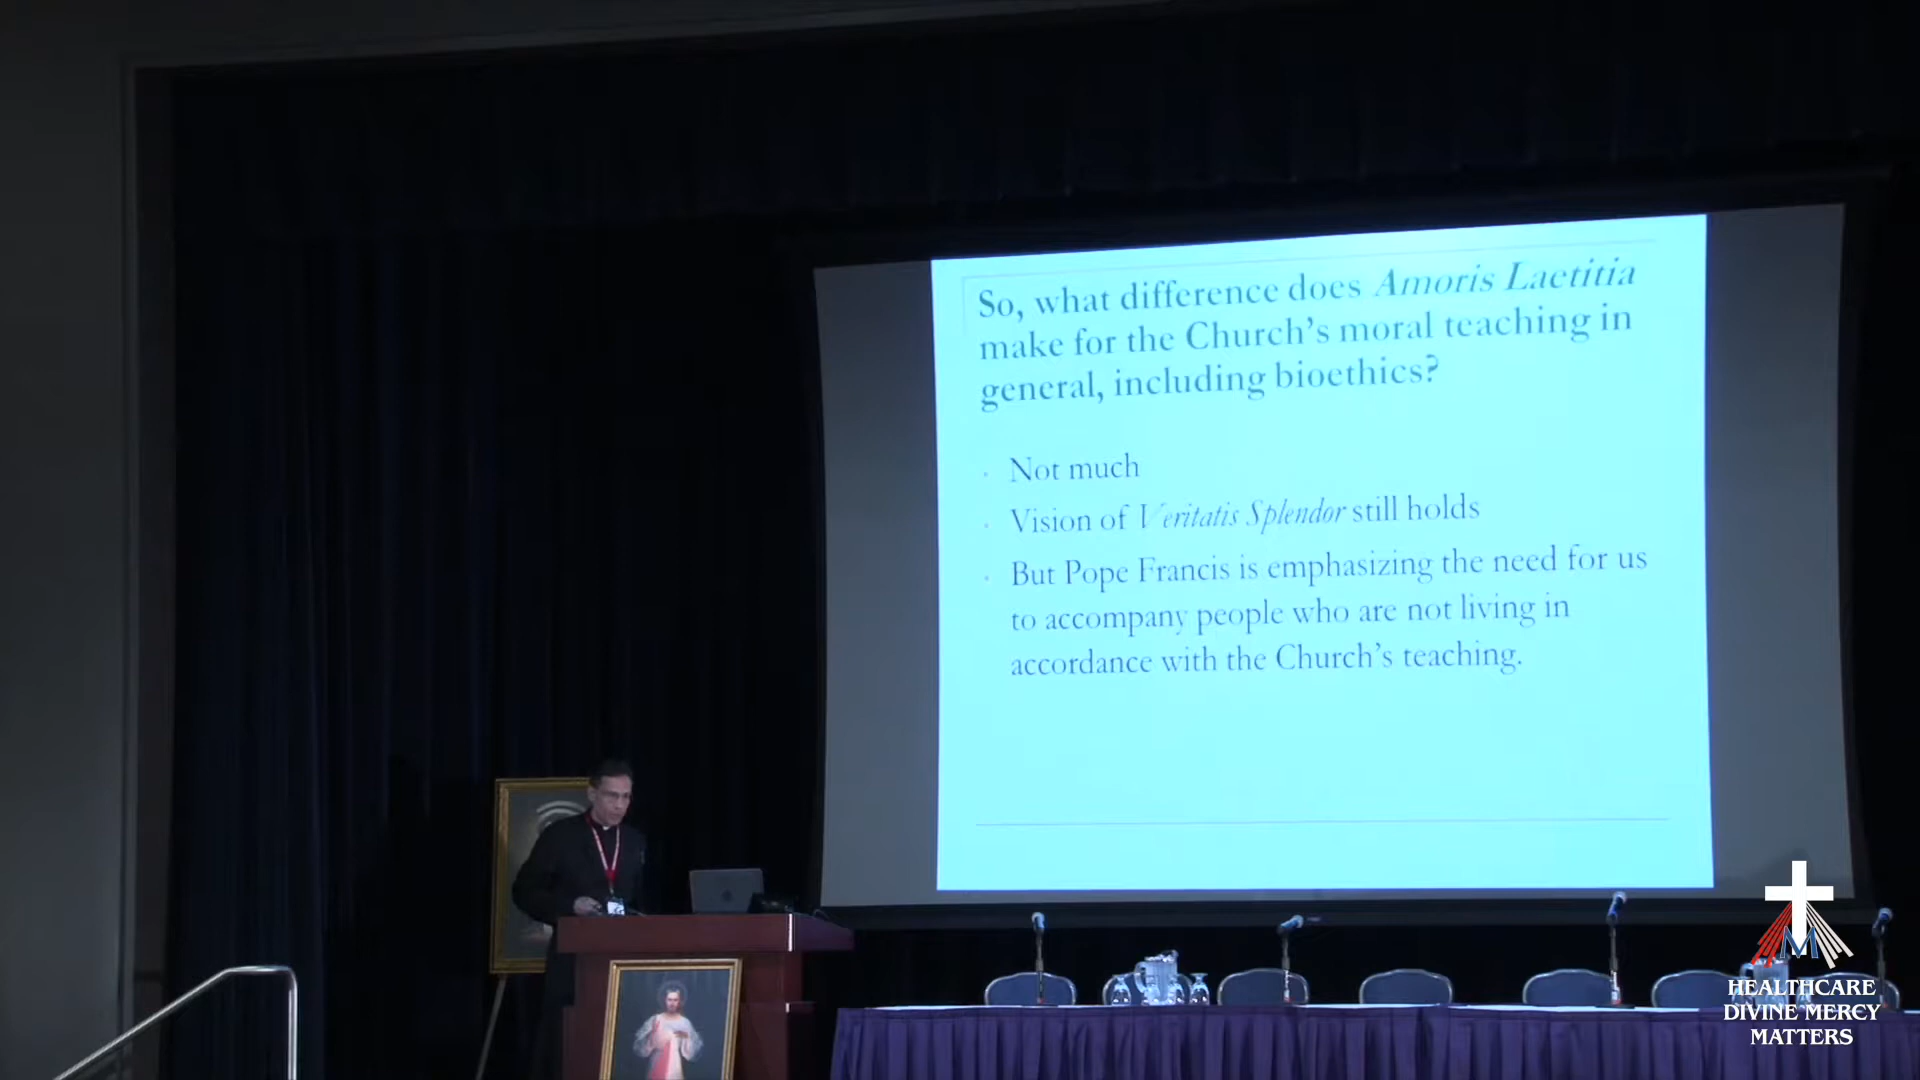 So, what difference does Amoris Laetitia
make for the Church's moral teaching in
general, including bioethics?
· Not much
· Vision of Veritatis Splendor still holds
· But Pope Francis is emphasizing the need for us
to accompany people who are not living in
accordance with the Church's teaching.
M
HEALTHCARE
DIVINE MERCY
MATTERS